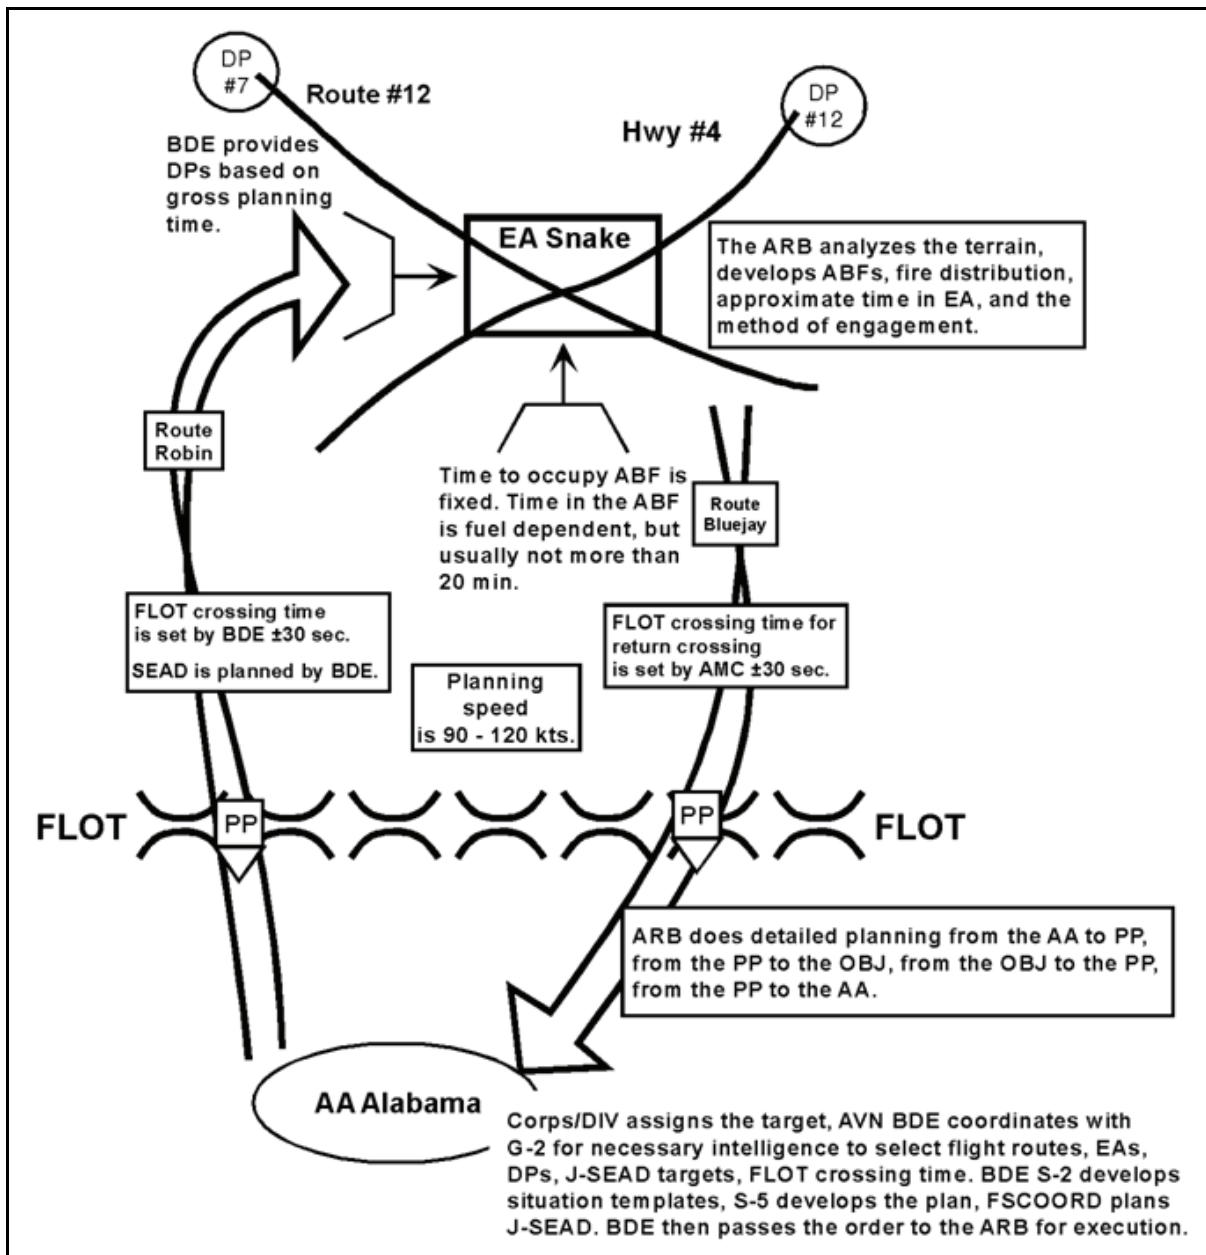 DP
#7
Route #12
DP
#12
Hwy #4
BDE provides
DPs based on
gross planning
time.
EA Snake
The ARB analyzes the terrain,
develops ABFs, fire distribution,
approximate time in EA, and the
method of engagement.
Route
Robin
Time to occupy ABF is
fixed. Time in the ABF
is fuel dependent, but
usually not more than
20 min.
Route
Bluejay
FLOT crossing time
is set by BDE ±30 sec.
SEAD is planned by BDE.
FLOT crossing time for
return crossing
is set by AMC ±30 sec.
Planning
speed
is 90 - 120 kts.
FLOT
PP
PP
FLOT
ARB does detailed planning from the AA to PP,
from the PP to the OBJ, from the OBJ to the PP,
from the PP to the AA.
AA Alabama
Corps/DIV assigns the target, AVN BDE coordinates with
G-2 for necessary intelligence to select flight routes, EAs,
DPs, J-SEAD targets, FLOT crossing time. BDE S-2 develops
situation templates, S-5 develops the plan, FSCOORD plans
J-SEAD. BDE then passes the order to the ARB for execution.